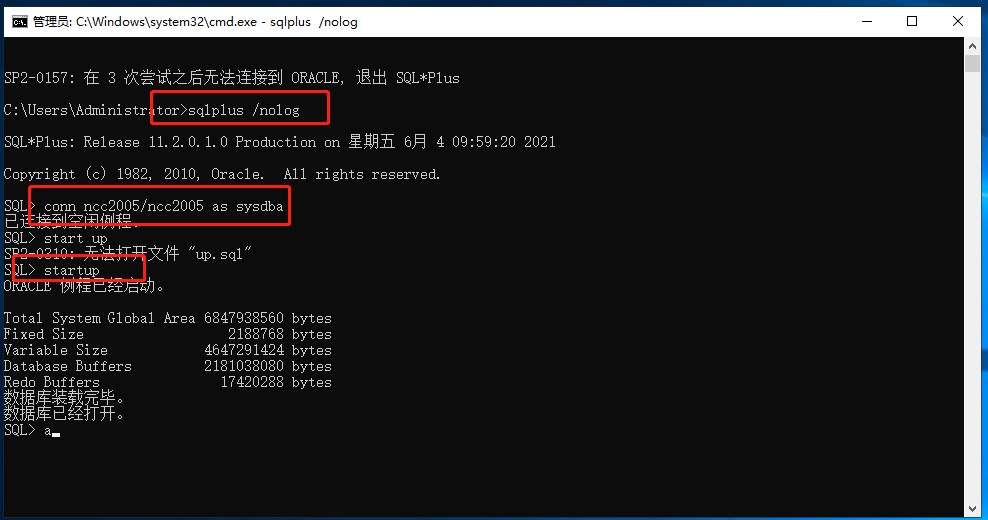 管理员: C:\Windows\system32\cmd.exe - sqlplus  /nolog
SP2-0157: 在 3 次尝试之后无法连接到 ORACLE, 退出 SQL*Plus
C:\Users\Administrator>sqlplus /nolog
SQL*Plus: Release 11.2.0.1.0 Production on 星期五 6月 4 09:59:20 2021
Copyright (c) 1982, 2010, Oracle.  All rights reserved.
SQL> conn ncc2005/ncc2005 as sysdba
已连接到空闲例程.
SQL> start up
SP2-0310: 无法打开文件 "up.sql"
SQL> startup
ORACLE 例程已经启动。
Total System Global Area 6847938560 bytes
Fixed Size                  2188768 bytes
Variable Size            4647291424 bytes
Database Buffers         2181038080 bytes
Redo Buffers               17420288 bytes
数据库装载完毕。
数据库已经打开。
SQL> a